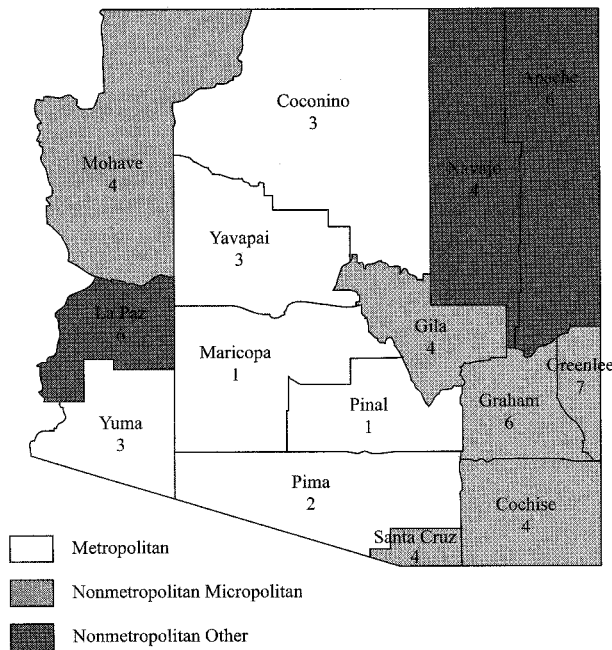 Coconino
3
Apache
6
Mohave
4
Navajo
4
Yavapai
3
La Paz
Gila
4
Maricopa
1
Greenlee
7
Pinal
1
Graham
6
Yuma
3
Pima
2
Cochise
4
Santa Cruz
4
Metropolitan
Nonmetropolitan Micropolitan
Nonmetropolitan Other